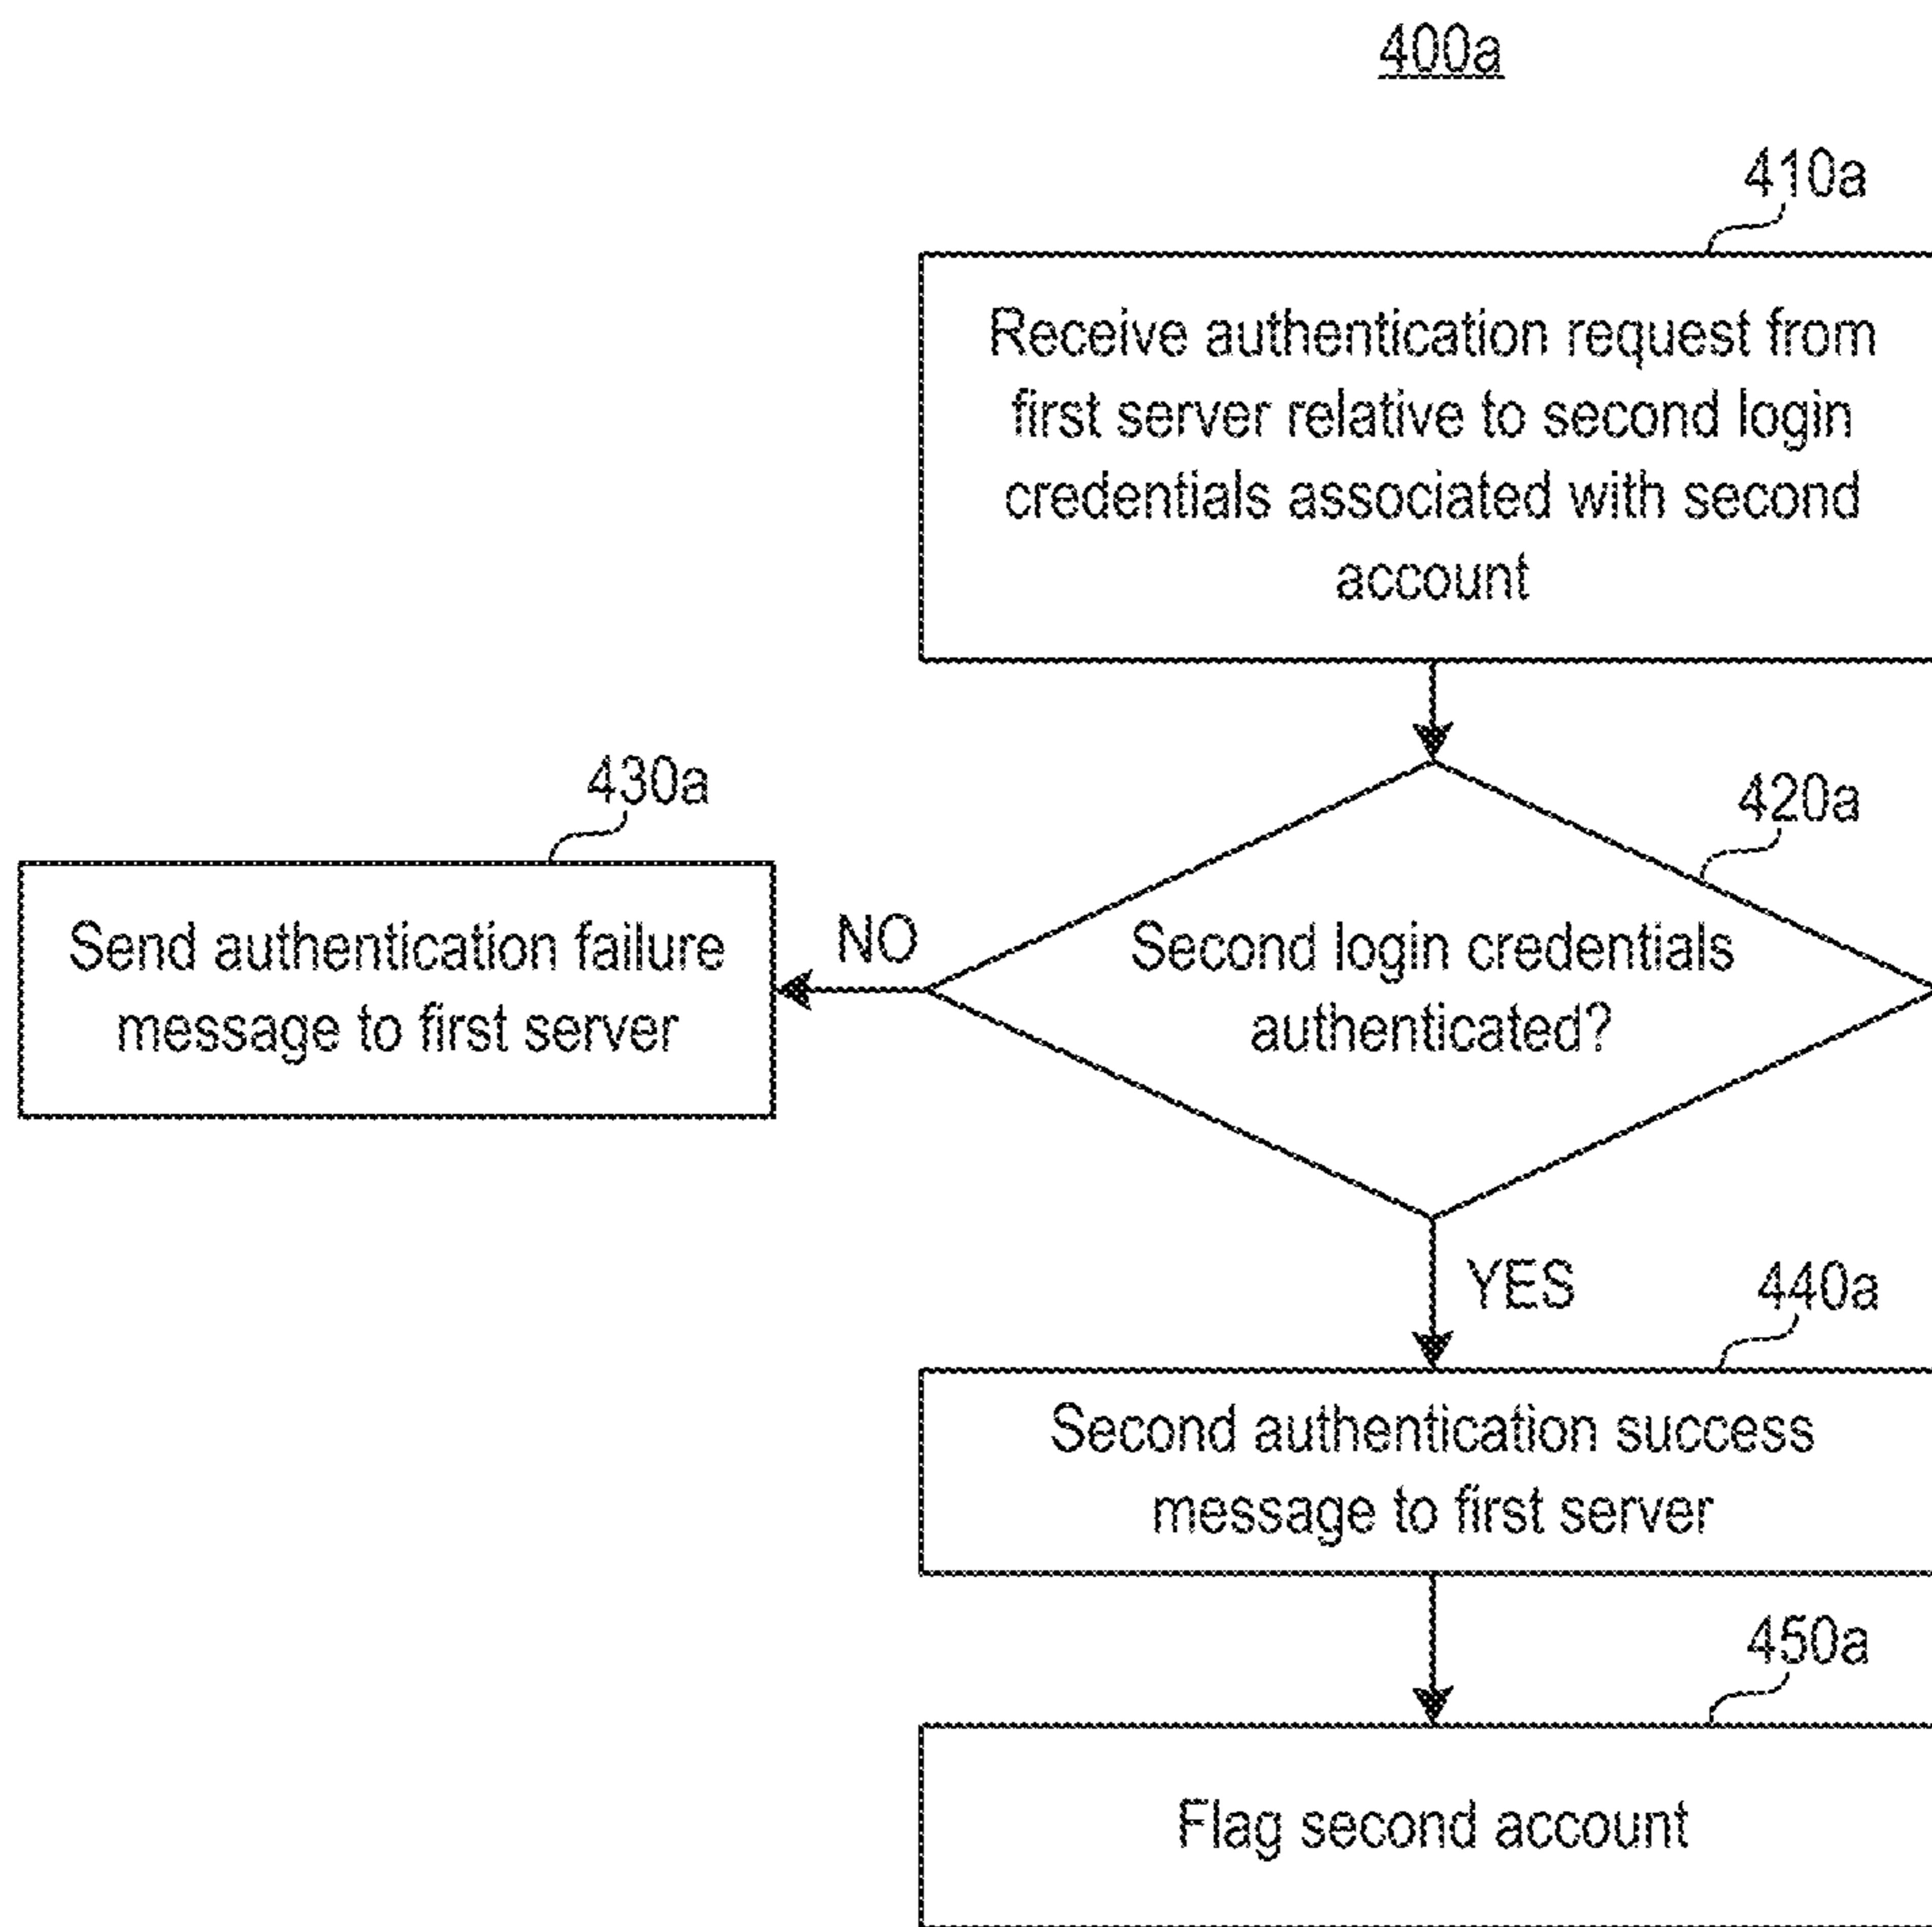 400a
410a
Receive authentication request from
first server relative to second login
credentials associated with second
account
430a
420a
Send authentication failure
message to first server
NO
Second login credentials
authenticated?
YES
440a
Second authentication success
message to first server
450a
Flag second account